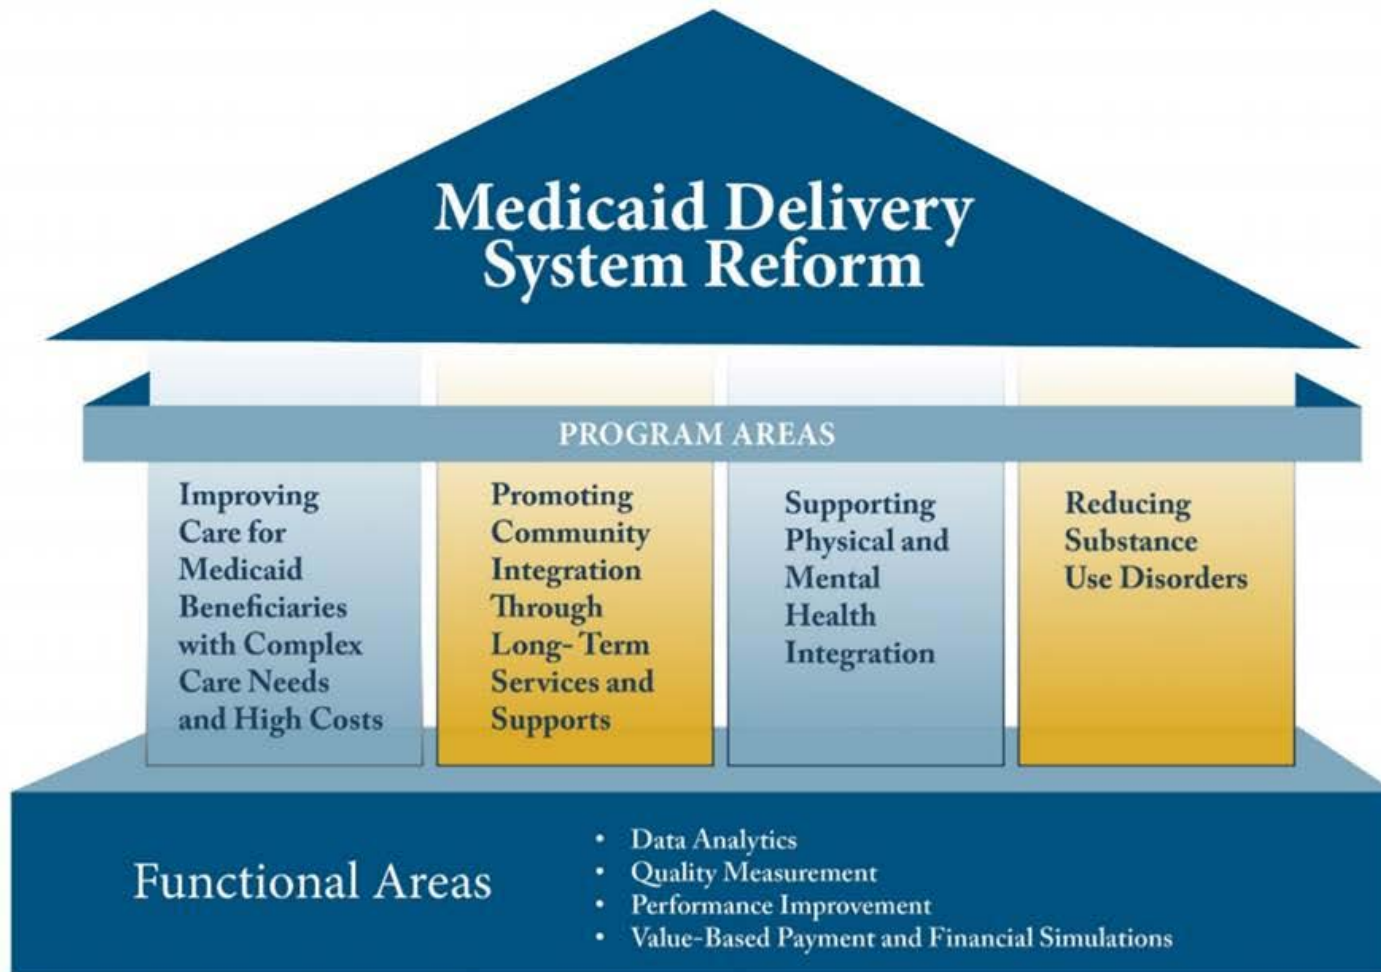 Medicaid Delivery
System Reform
PROGRAM AREAS
Improving
Care for
Medicaid
Beneficiaries
with Complex
Care Needs
and High Costs
Promoting
Community
Integration
Through
Long- Term
Services and
Supports
Supporting
Physical and
Mental
Health
Integration
Reducing
Substance
Use Disorders
Functional Areas
• Data Analytics
• Quality Measurement
• Performance Improvement
• Value-Based Payment and Financial Simulations